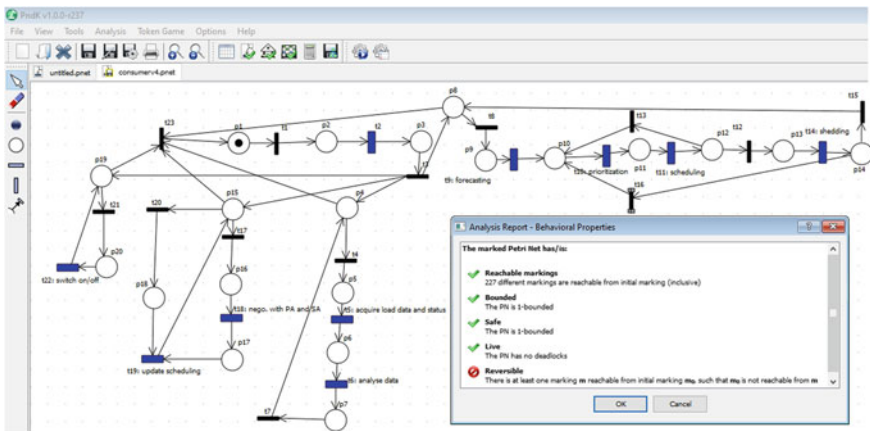 PndK v1.0.0-r237
File View Tools Analysis Token Game Reports Options Help
untitled.pnet consumerv4.pnet
t23
p1
t1
p2
t2
p3
p8
t8
t15
p9
t9: forecasting
p10
t13
t10: prioritization
p11
t11: scheduling
p12
t12
p13
t14: shedding
p14
t16
t3
p19
t21
p20
t22: switch on/off
t20
p15
t17
p16
p18
t18: nego. with PA and SA
p17
t19: update scheduling
p4
t4
p5
t5: acquire load data and status
p6
t6: analyse data
p7
t7
Analysis Report - Behavioral Properties
The marked Petri Net has/is:
Reachable markings
227 different markings are reachable from initial marking (inclusive)
Bounded
The PN is 1-bounded
Safe
The PN is 1-bounded
Live
The PN has no deadlocks
Reversible
There is at least one marking m reachable from initial marking m₀, such that m₀ is not reachable from m
OK
Cancel